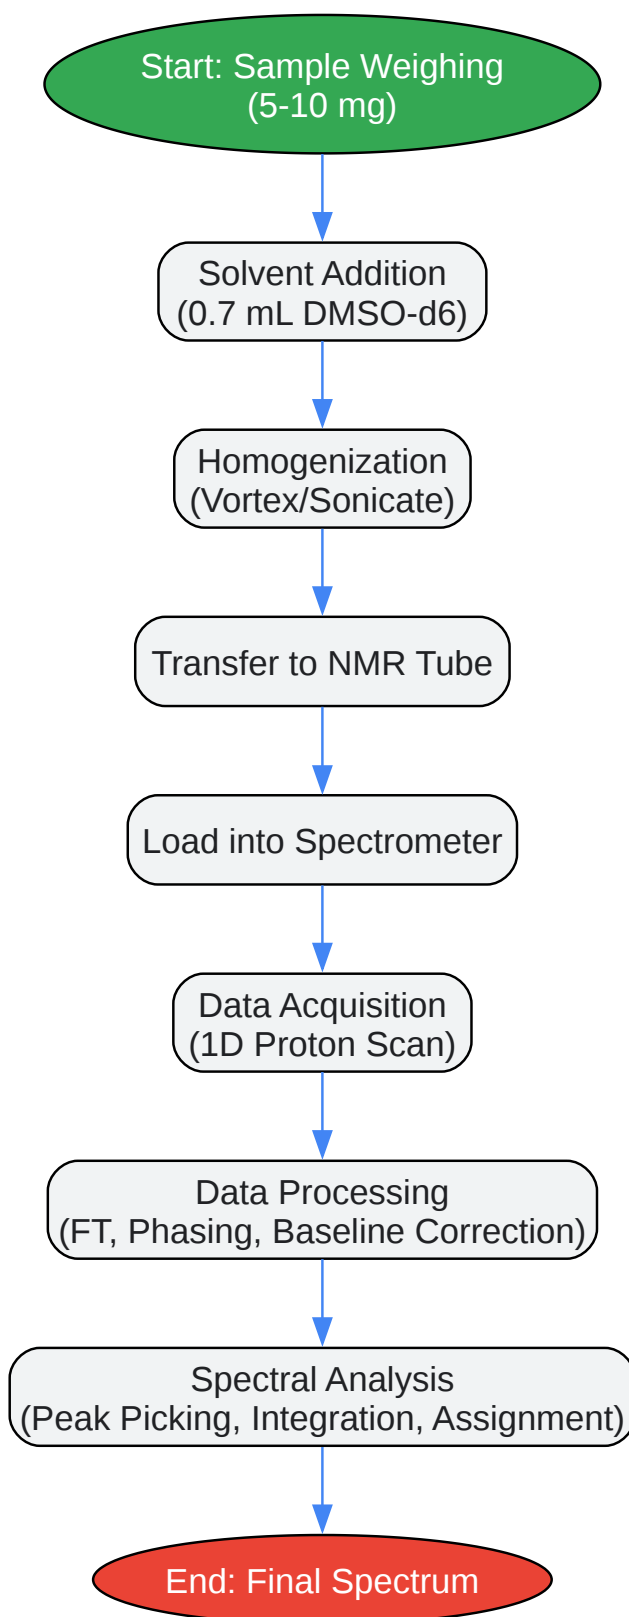 Start: Sample Weighing
(5-10 mg)
Solvent Addition
(0.7 mL DMSO-d6)
Homogenization
(Vortex/Sonicate)
Transfer to NMR Tube
Load into Spectrometer
Data Acquisition
(1D Proton Scan)
Data Processing
(FT, Phasing, Baseline Correction)
Spectral Analysis
(Peak Picking, Integration, Assignment)
End: Final Spectrum